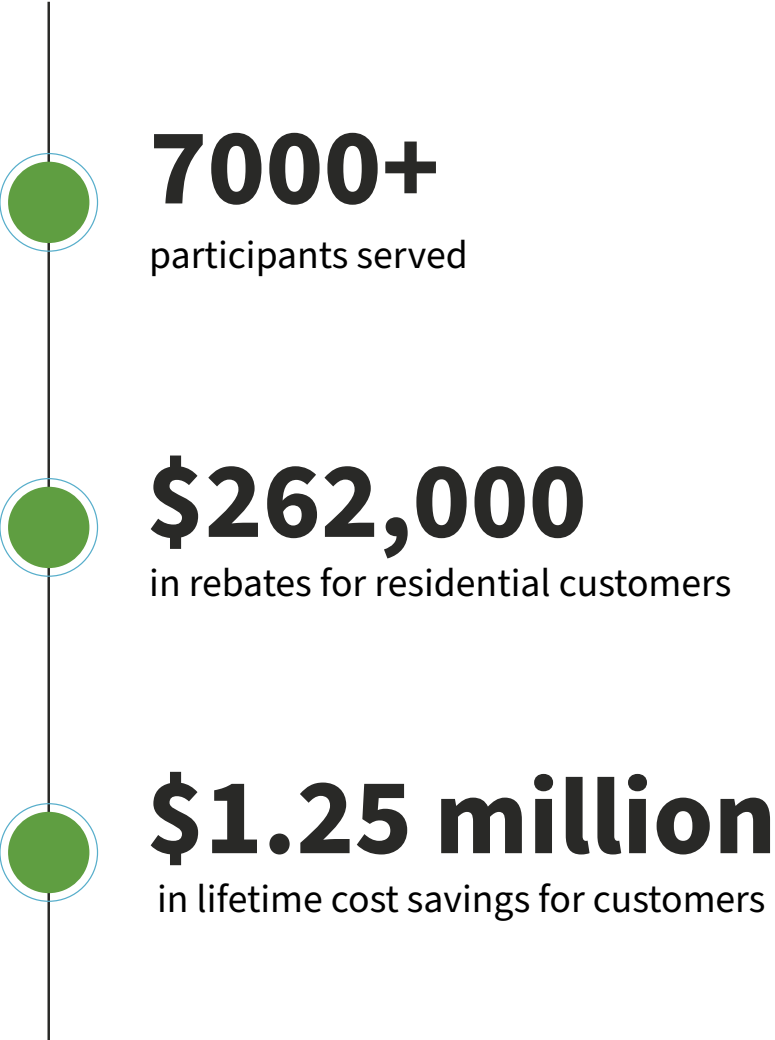 7000+
participants served
$262,000
in rebates for residential customers
$1.25 million
in lifetime cost savings for customers